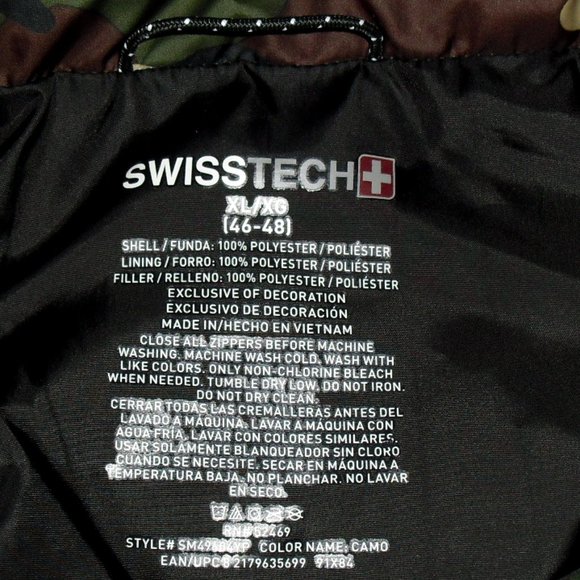 SWISSTECH
XL/XG
(46-48)
SHELL / FUNDA: 100% POLYESTER / POLIÉSTER
LINING / FORRO: 100% POLYESTER / POLIÉSTER
FILLER / RELLENO: 100% POLYESTER / POLIÉSTER
EXCLUSIVE OF DECORATION
EXCLUSIVO DE DECORACIÓN
MADE IN/HECHO EN VIETNAM
CLOSE ALL ZIPPERS BEFORE MACHINE
WASHING. MACHINE WASH COLD. WASH WITH
LIKE COLORS. ONLY NON-CHLORINE BLEACH
WHEN NEEDED. TUMBLE DRY LOW. DO NOT IRON.
DO NOT DRY CLEAN.
CERRAR TODAS LAS CREMALLERAS ANTES DEL
LAVADO A MÁQUINA. LAVAR A MÁQUINA CON
AGUA FRÍA. LAVAR CON COLORES SIMILARES.
USAR SOLAMENTE BLANQUEADOR SIN CLORO
CUANDO SE NECESITE. SECAR EN MÁQUINA A
TEMPERATURA BAJA. NO PLANCHAR. NO LAVAR
EN SECO.
RN# 52469
STYLE# COLOR NAME: CAMO
EAN/UPC 2179635699 91X84